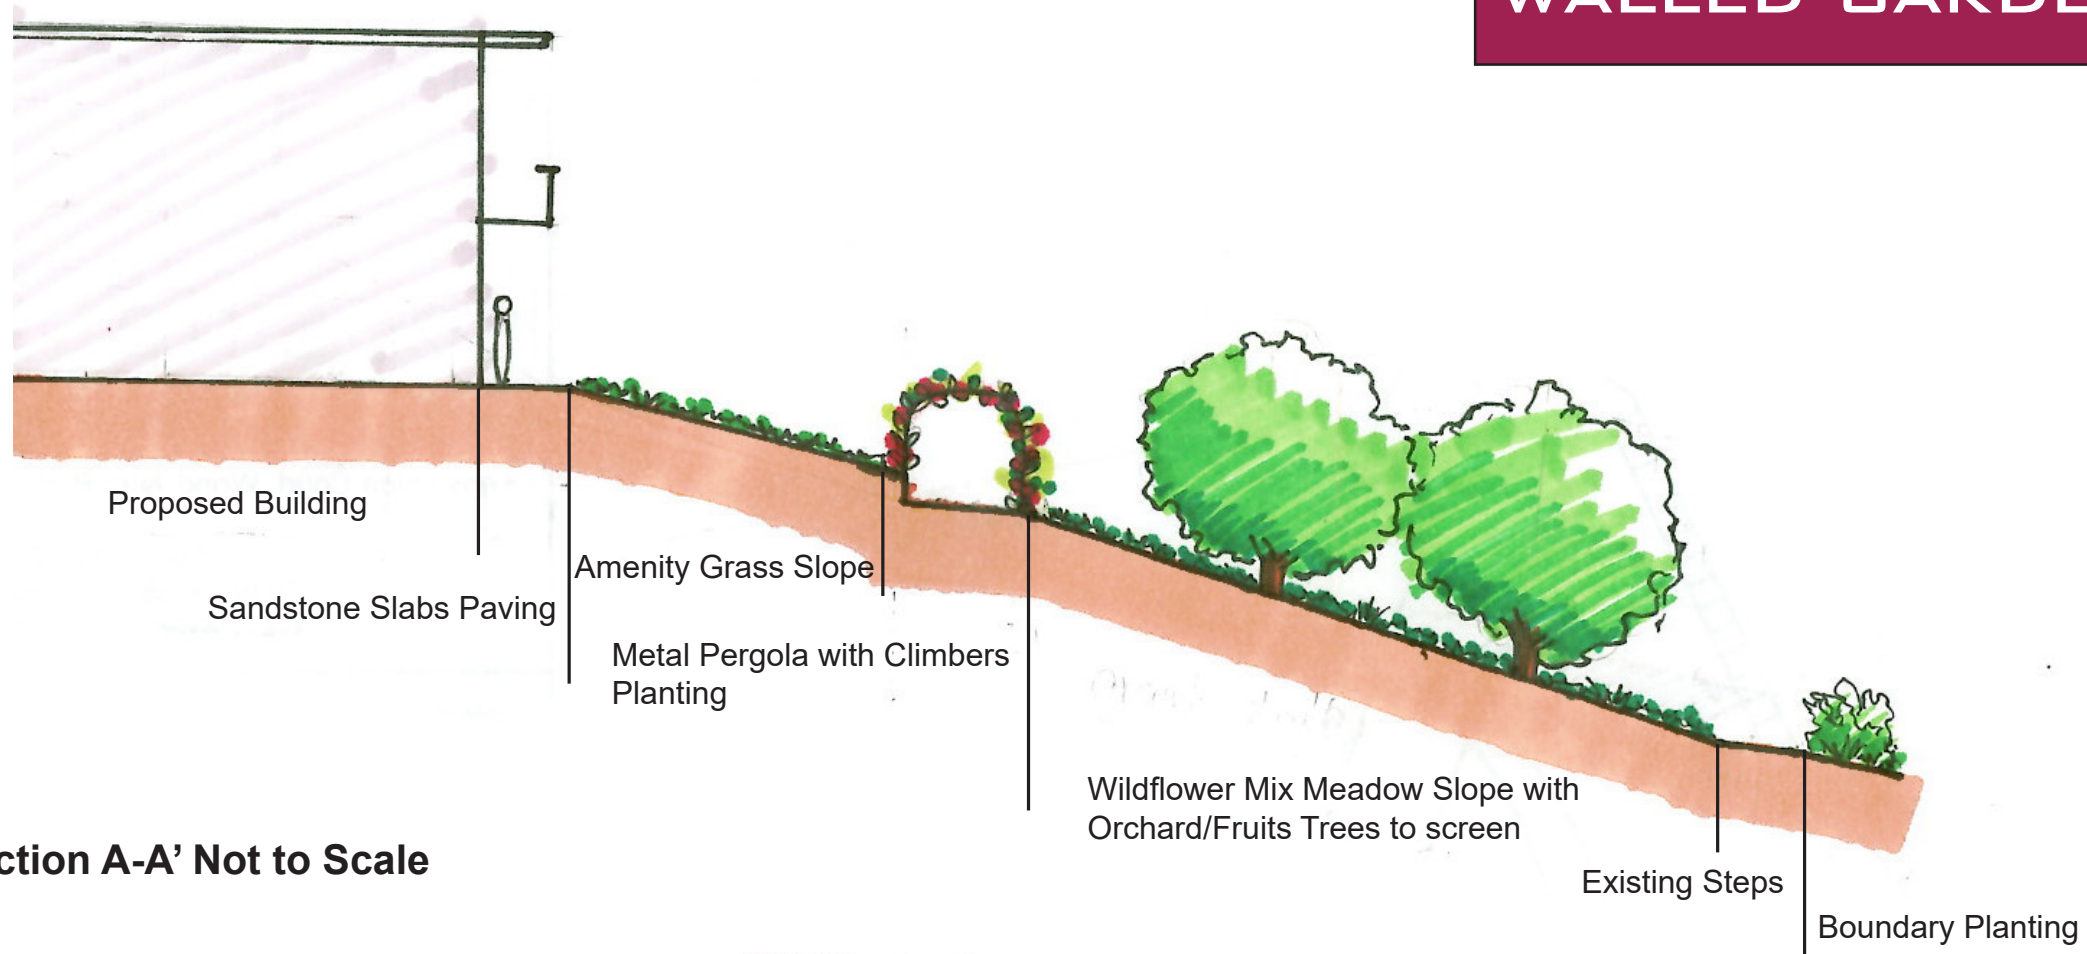 Proposed Building
Sandstone Slabs Paving
Amenity Grass Slope
Metal Pergola with Climbers
Planting
Wildflower Mix Meadow Slope with
Orchard/Fruits Trees to screen
Existing Steps
Boundary Planting
A-A’ Not to Scale